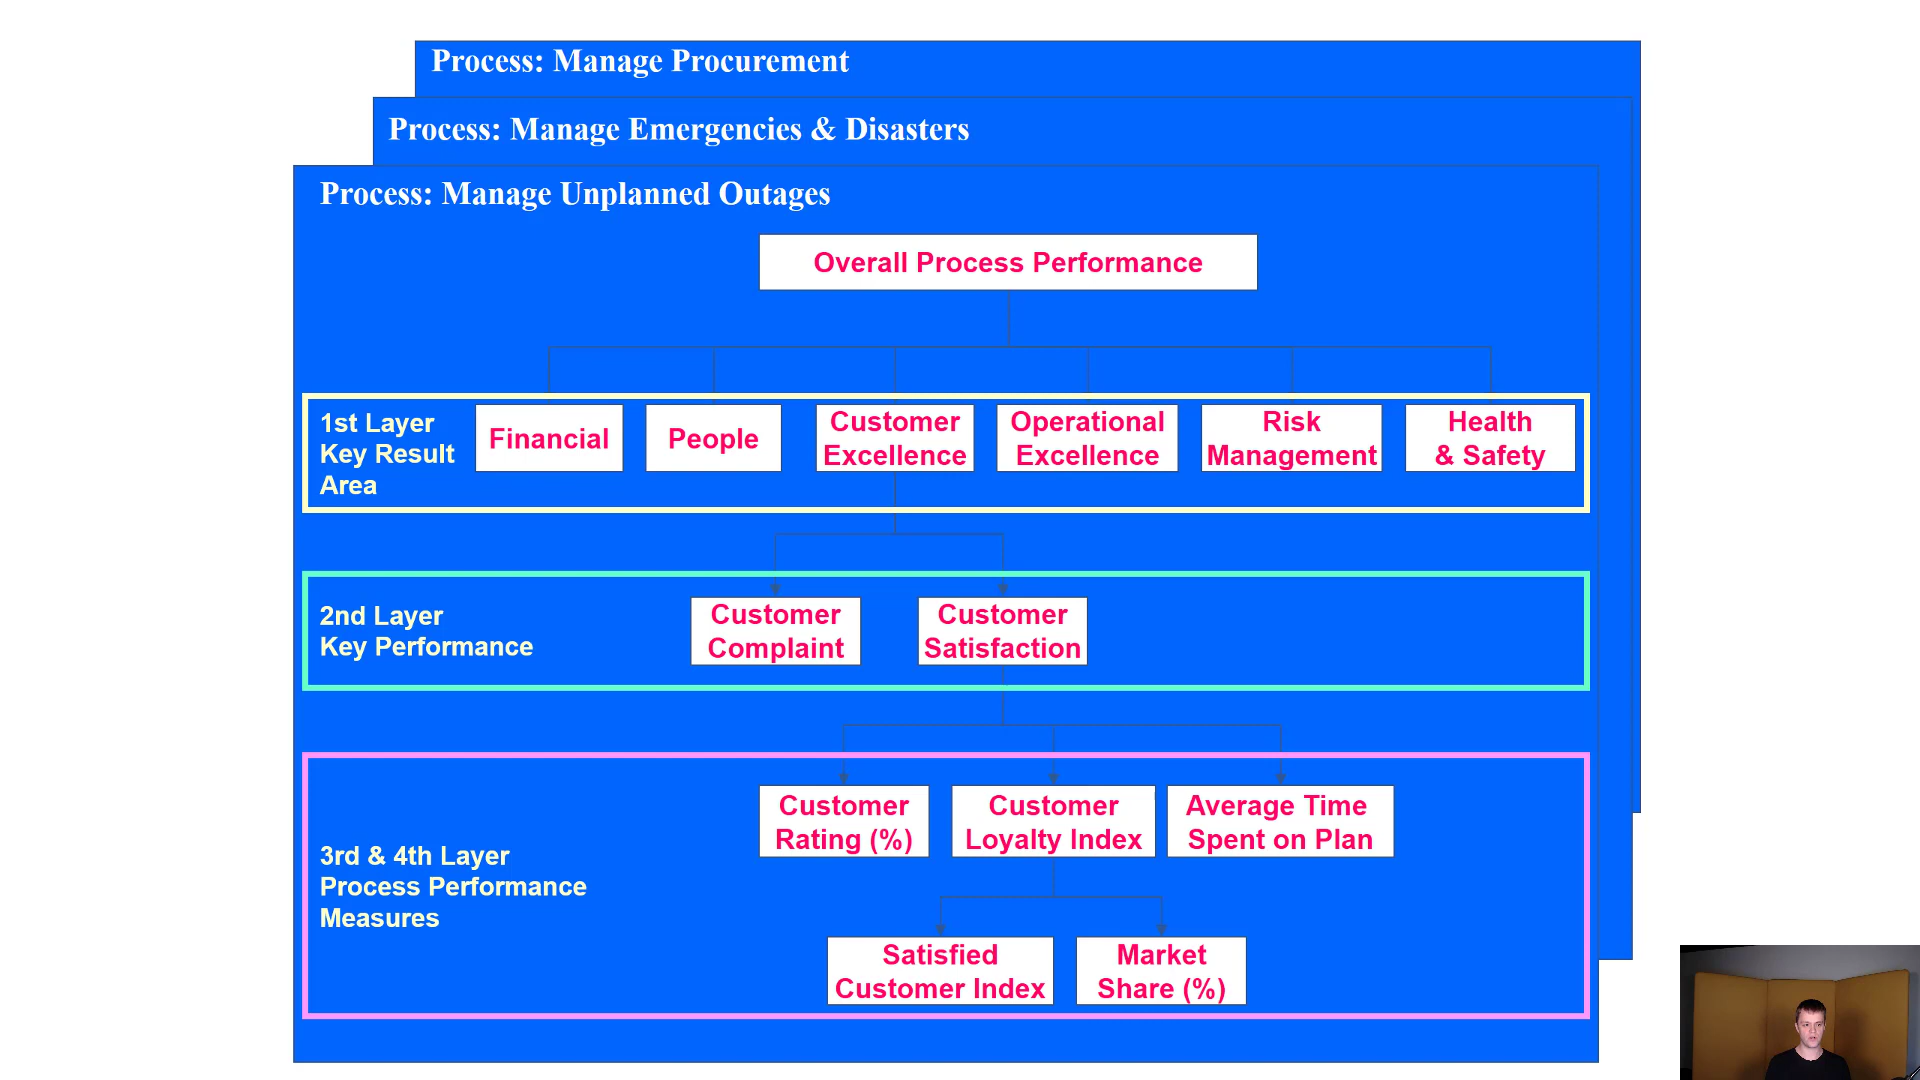 Process: Manage Procurement
Process: Manage Emergencies & Disasters
Process: Manage Unplanned Outages
Overall Process Performance
1st Layer
Key Result
Area
Financial
People
Customer
Excellence
Operational
Excellence
Risk
Management
Health
& Safety
2nd Layer
Key Performance
Customer
Complaint
Customer
Satisfaction
3rd & 4th Layer
Process Performance
Measures
Customer
Rating (%)
Customer
Loyalty Index
Average Time
Spent on Plan
Satisfied
Customer Index
Market
Share (%)